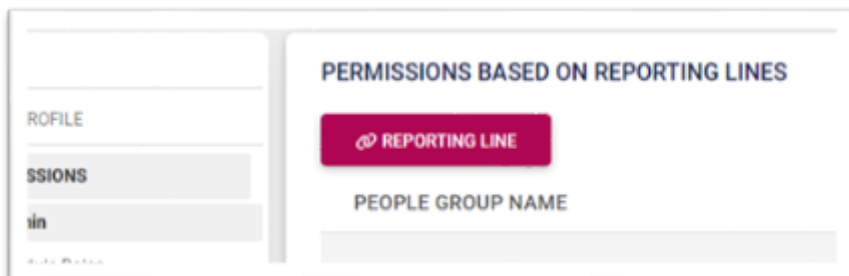 PERMISSIONS BASED ON REPORTING LINES
ROFILE
REPORTING LINE
SSIONS
PEOPLE GROUP NAME
nin